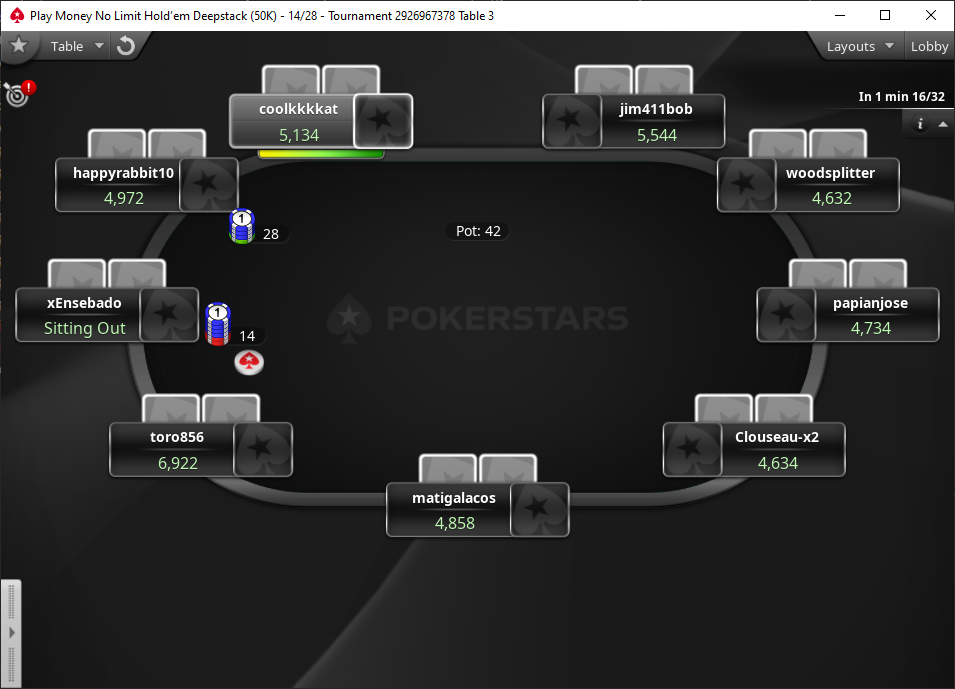 Play Money No Limit Hold'em Deepstack (50K) - 14/28 - Tournament 2926967378 Table 3
Table
Layouts
Lobby
!
In 1 min 16/32
i
coolkkkkat
5,134
jim411bob
5,544
happyrabbit10
4,972
woodsplitter
4,632
1
28
Pot: 42
xEnsebado
Sitting Out
papianjose
4,734
1
14
POKERSTARS
toro856
6,922
Clouseau-x2
4,634
matigalacos
4,858